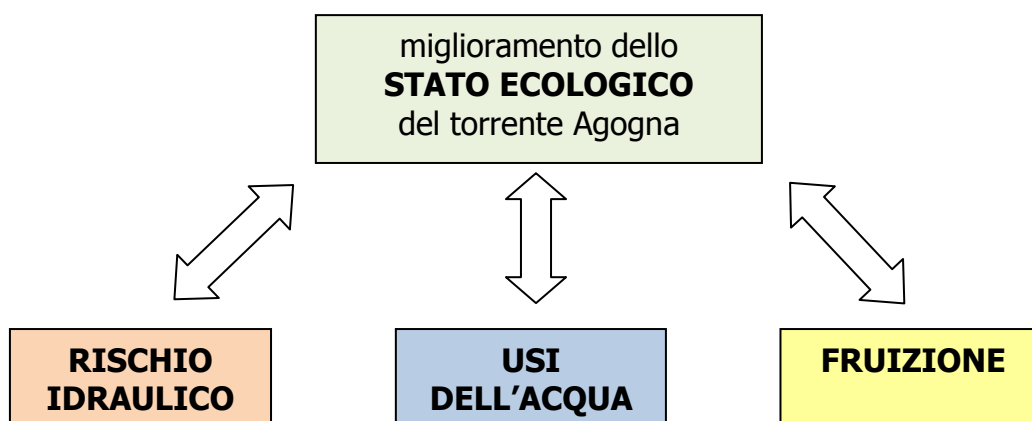 miglioramento dello
STATO ECOLOGICO
del torrente Agogna
RISCHIO
IDRAULICO
USI
DELL’ACQUA
FRUIZIONE